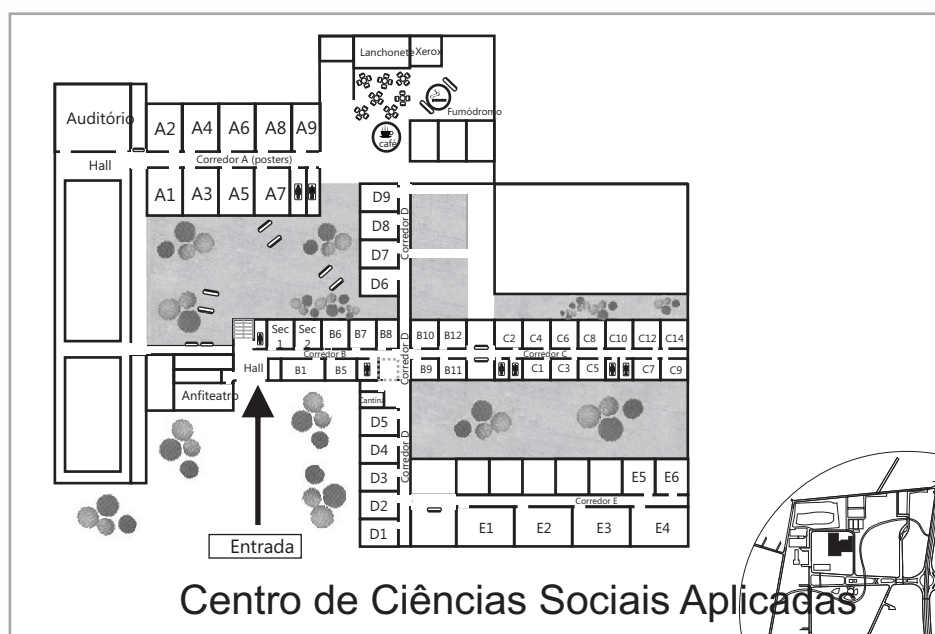 Lanchonete Xerox
Fumódromo
café
Auditório
A2 A4 A6 A8 A9
Corredor A (posters)
Hall
A1 A3 A5 A7
D9
D8
D7
D6
Corredor D
Sec 1
Sec 2
B6 B7 B8
B10 B12
C2 C4 C6 C8 C10 C12 C14
Corredor B
Corredor D
Corredor C
Hall
B1 B5
B9 B11
C1 C3 C5 C7 C9
Anfiteatro
Cantina
D5
D4
D3
D2
D1
Corredor D
E5 E6
Corredor E
E1 E2 E3 E4
Entrada
Centro de Ciências Sociais Aplicadas